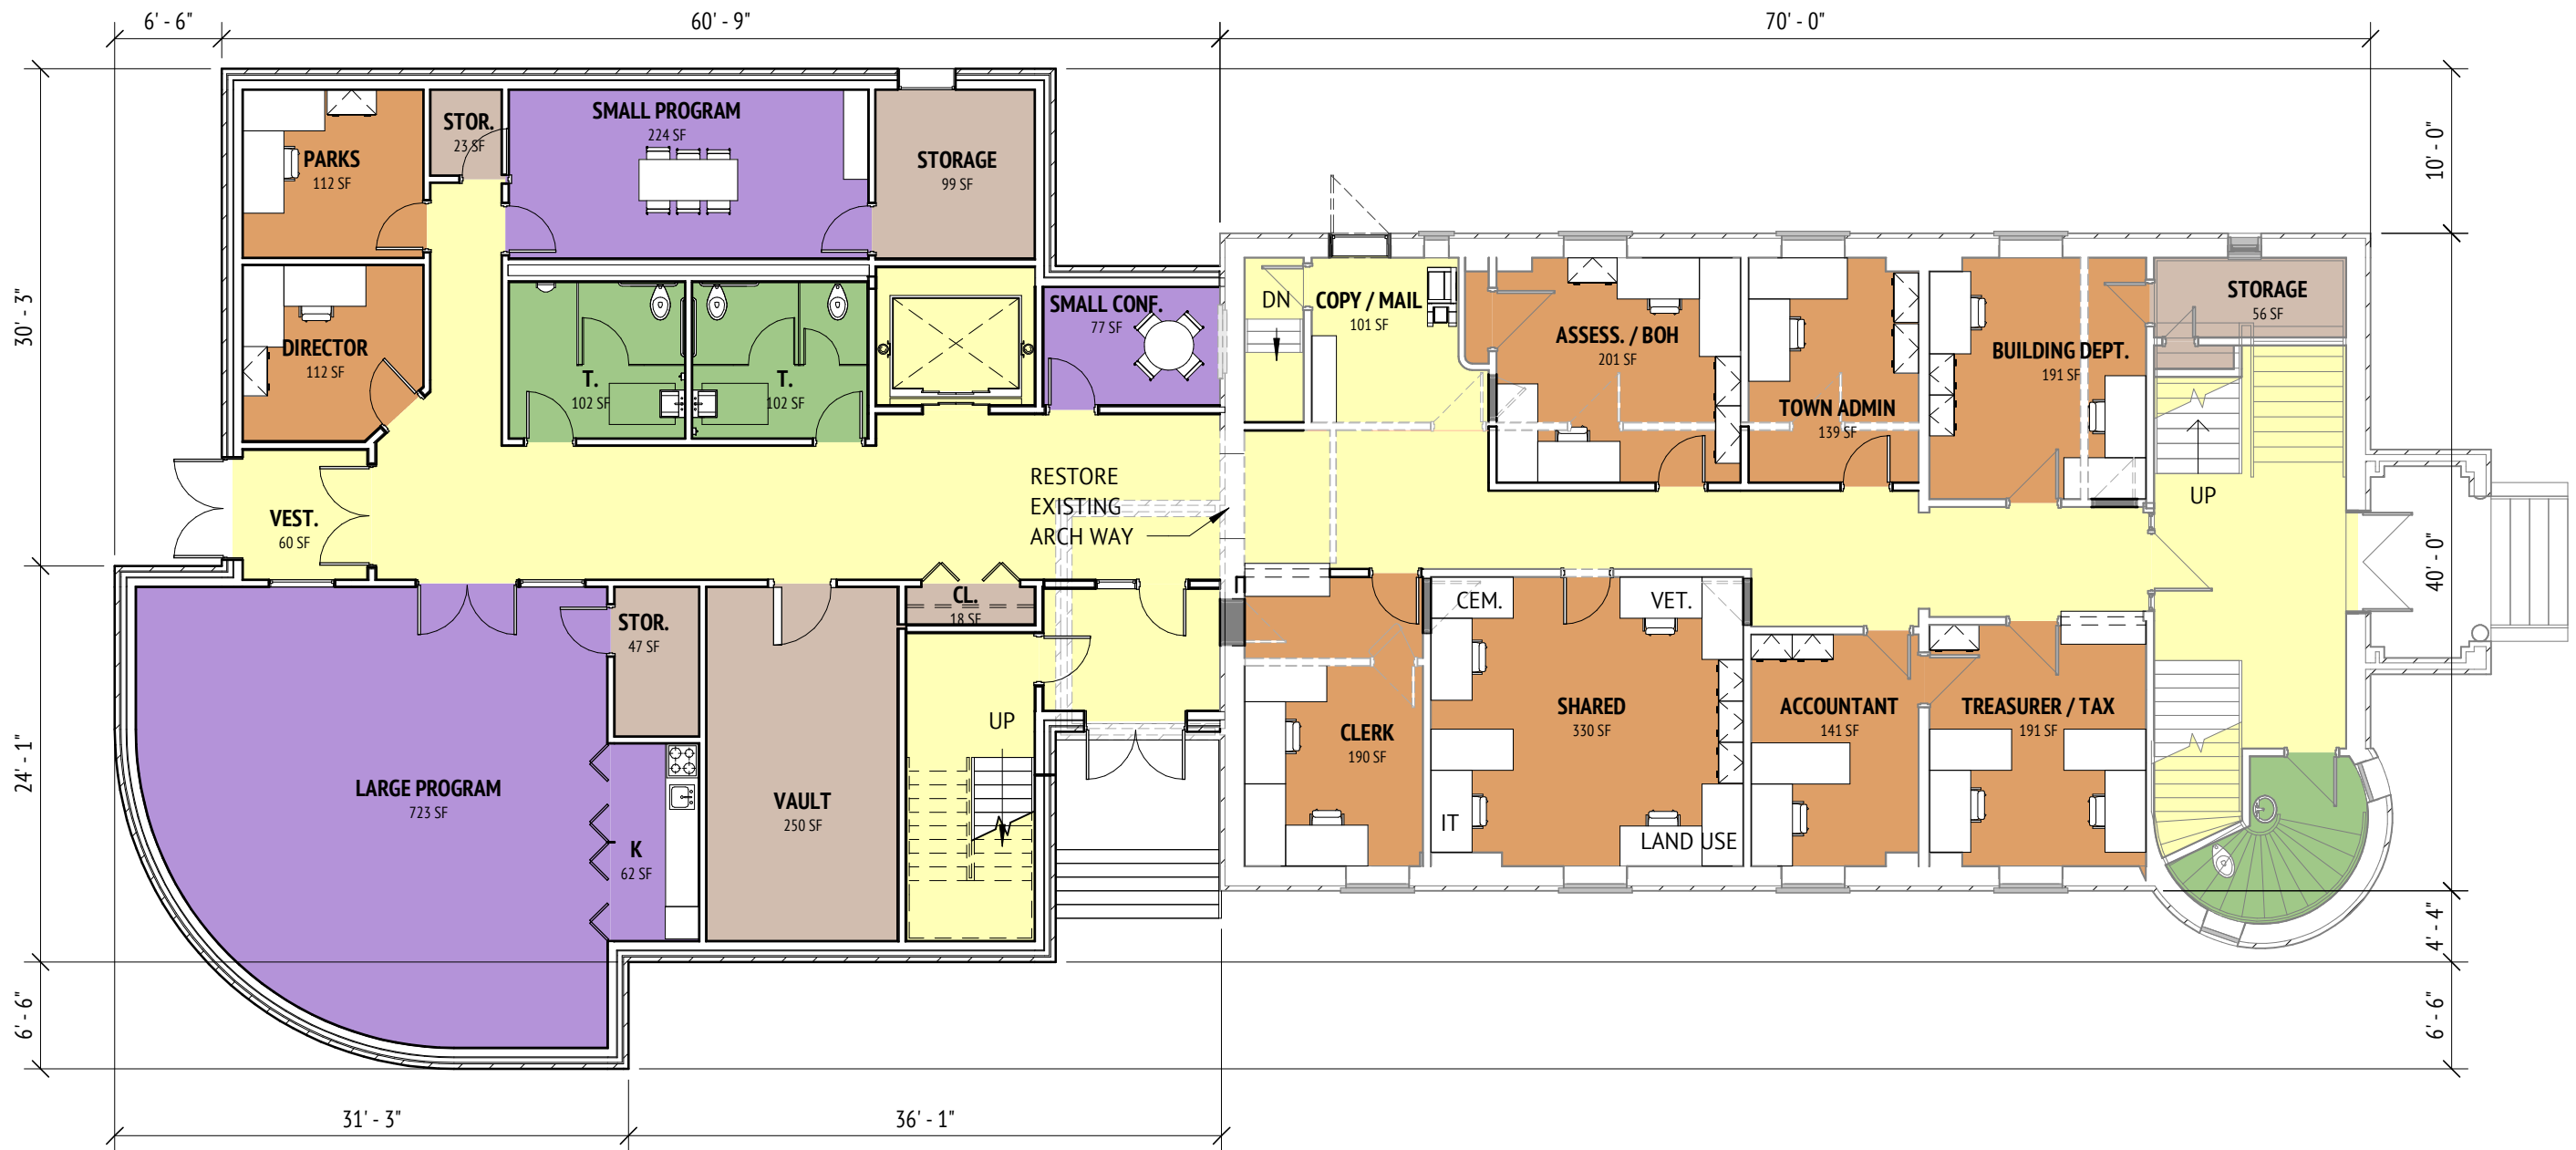 6' - 6"
60' - 9"
70' - 0"
30' - 3"
24' - 1"
6' - 6"
10' - 0"
40' - 0"
4' - 4"
6' - 6"
31' - 3"
36' - 1"
PARKS
112 SF
STOR.
23 SF
SMALL PROGRAM
224 SF
STORAGE
99 SF
DIRECTOR
112 SF
T.
102 SF
T.
102 SF
SMALL CONF.
77 SF
VEST.
60 SF
RESTORE
EXISTING
ARCH WAY
DN
COPY / MAIL
101 SF
ASSESS. / BOH
201 SF
TOWN ADMIN
139 SF
BUILDING DEPT.
191 SF
STORAGE
56 SF
UP
LARGE PROGRAM
723 SF
STOR.
47 SF
K
62 SF
VAULT
250 SF
CL.
18 SF
UP
CLERK
190 SF
CEM.
VET.
SHARED
330 SF
IT
LAND USE
ACCOUNTANT
141 SF
TREASURER / TAX
191 SF